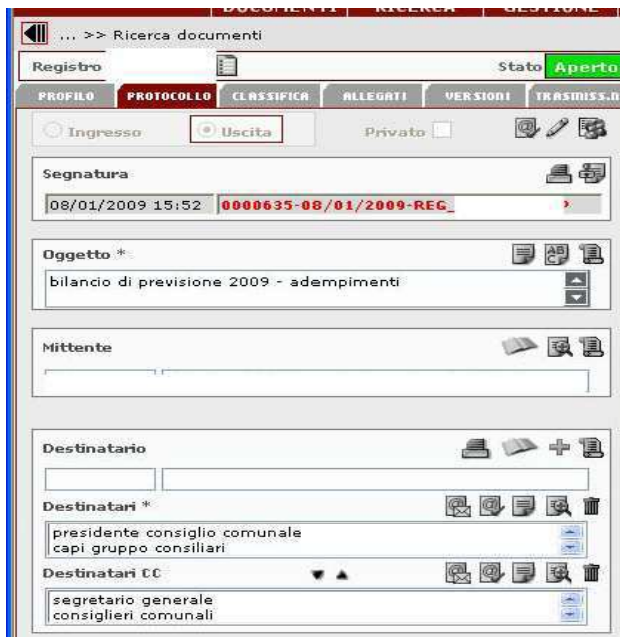 DOCUMENTI RICERCA GESTIONE
... >> Ricerca documenti
Registro Stato Aperto
PROFILO PROTOCOLLO CLASSIFICA ALLEGATI VERSIONI TRASMISS.N
Ingresso Uscita Privato
Segnatura
08/01/2009 15:52 0000635-08/01/2009-REG_
Oggetto *
bilancio di previsione 2009 - adempimenti
Mittente
Destinatario
Destinatari *
presidente consiglio comunale
capi gruppo consiliari
Destinatari CC
segretario generale
consiglieri comunali